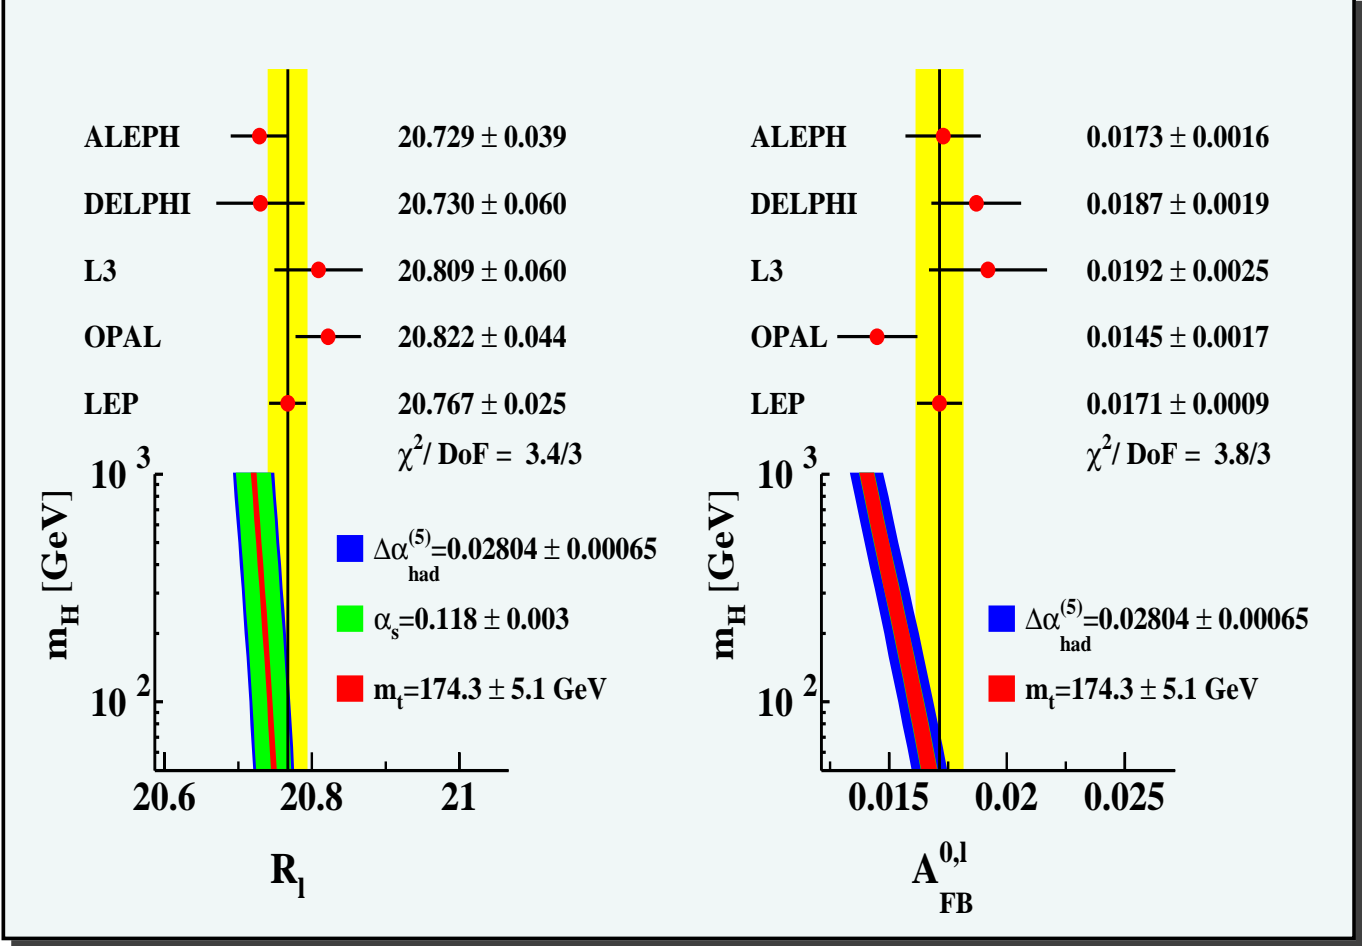 ALEPH 20.729 ± 0.039
DELPHI 20.730 ± 0.060
L3 20.809 ± 0.060
OPAL 20.822 ± 0.044
LEP 20.767 ± 0.025
χ²/ DoF = 3.4/3
10³
10²
m_H [GeV]
Δα_had^(5)=0.02804 ± 0.00065
α_s=0.118 ± 0.003
m_t=174.3 ± 5.1 GeV
20.6 20.8 21
R_l
ALEPH 0.0173 ± 0.0016
DELPHI 0.0187 ± 0.0019
L3 0.0192 ± 0.0025
OPAL 0.0145 ± 0.0017
LEP 0.0171 ± 0.0009
χ²/ DoF = 3.8/3
10³
10²
m_H [GeV]
Δα_had^(5)=0.02804 ± 0.00065
m_t=174.3 ± 5.1 GeV
0.015 0.02 0.025
A_FB^0,l